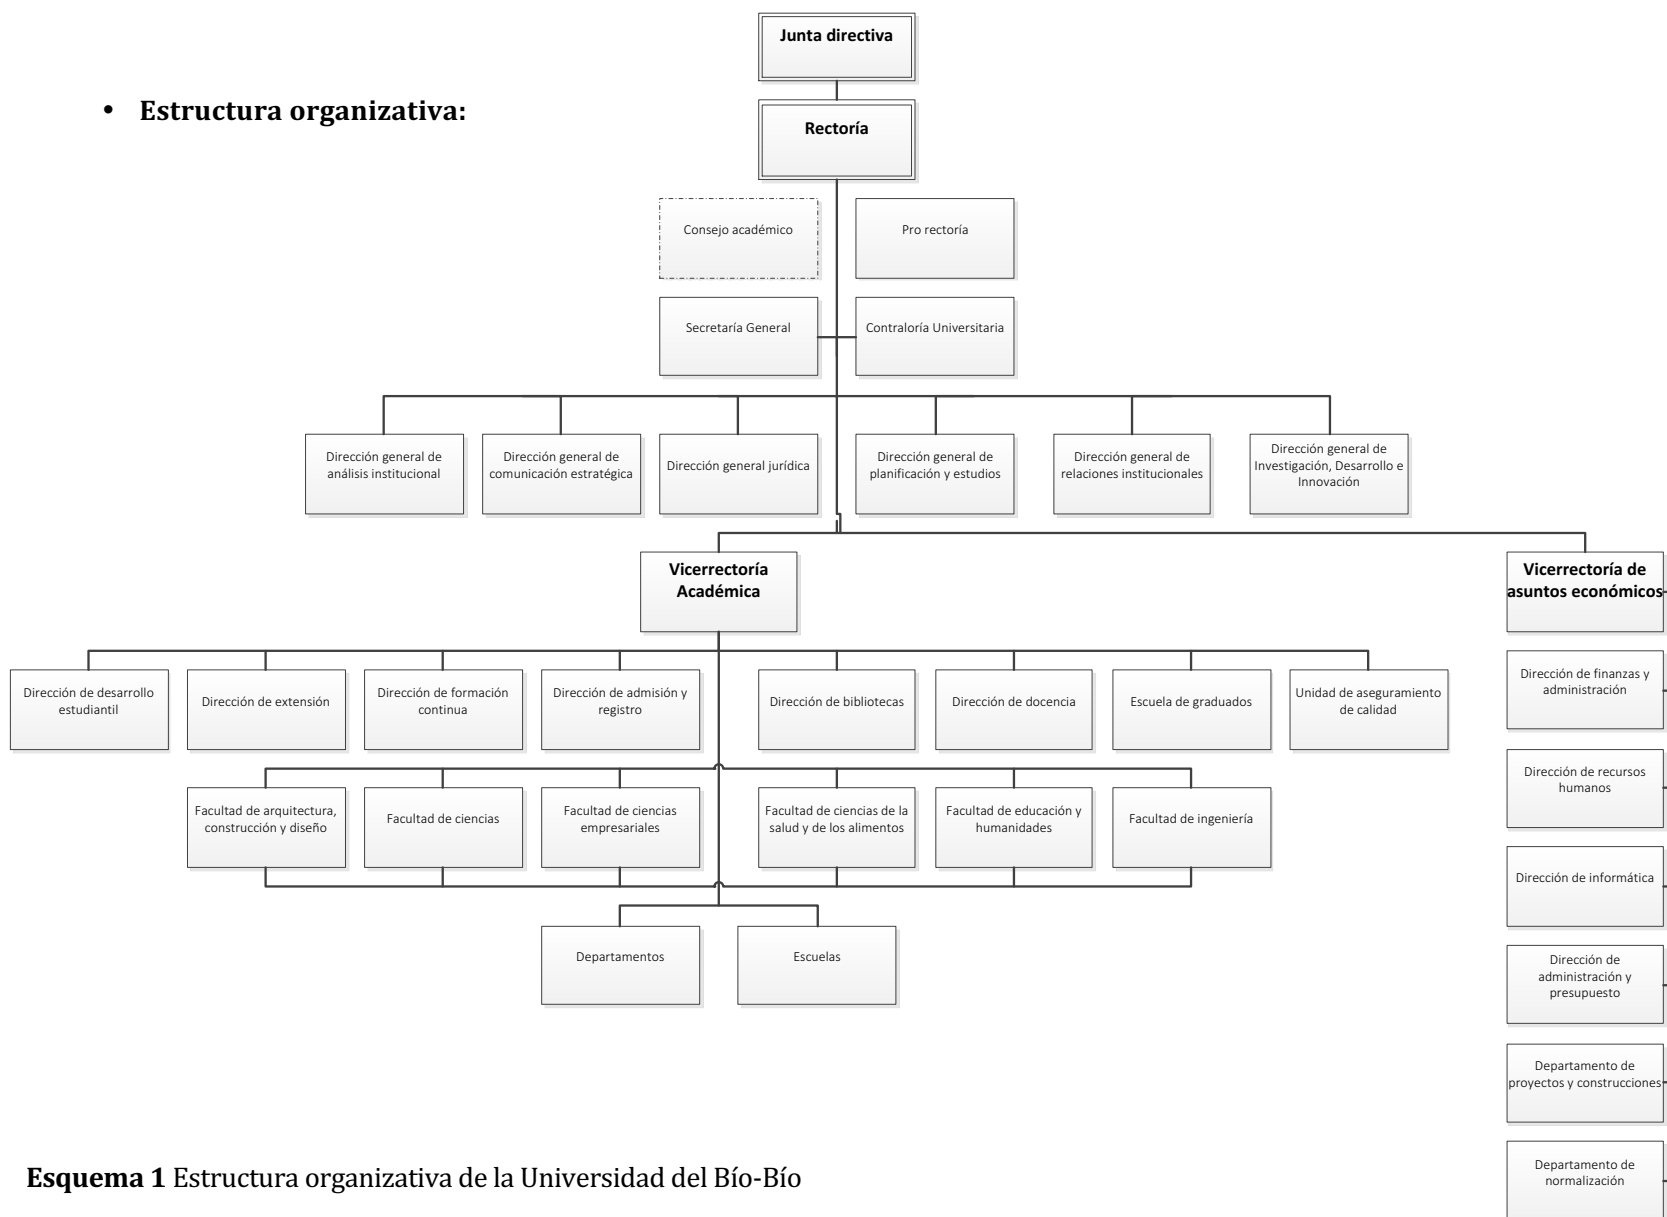 Junta directiva
• Estructura organizativa:
Rectoría
Consejo académico
Pro rectoría
Secretaría General
Contraloría Universitaria
Dirección general de
análisis institucional
Dirección general de
comunicación estratégica
Dirección general jurídica
Dirección general de
planificación y estudios
Dirección general de
relaciones institucionales
Dirección general de
Investigación, Desarrollo e
Innovación
Vicerrectoría
Académica
Vicerrectoría de
asuntos económicos
Dirección de desarrollo
estudiantil
Dirección de extensión
Dirección de formación
continua
Dirección de admisión y
registro
Dirección de bibliotecas
Dirección de docencia
Escuela de graduados
Unidad de aseguramiento
de calidad
Dirección de finanzas y
administración
Facultad de arquitectura,
construcción y diseño
Facultad de ciencias
Facultad de ciencias
empresariales
Facultad de ciencias de la
salud y de los alimentos
Facultad de educación y
humanidades
Facultad de ingeniería
Dirección de recursos
humanos
Dirección de informática
Departamentos
Escuelas
Dirección de
administración y
presupuesto
Departamento de
proyectos y construcciones
Departamento de
normalización
Esquema 1 Estructura organizativa de la Universidad del Bío-Bío